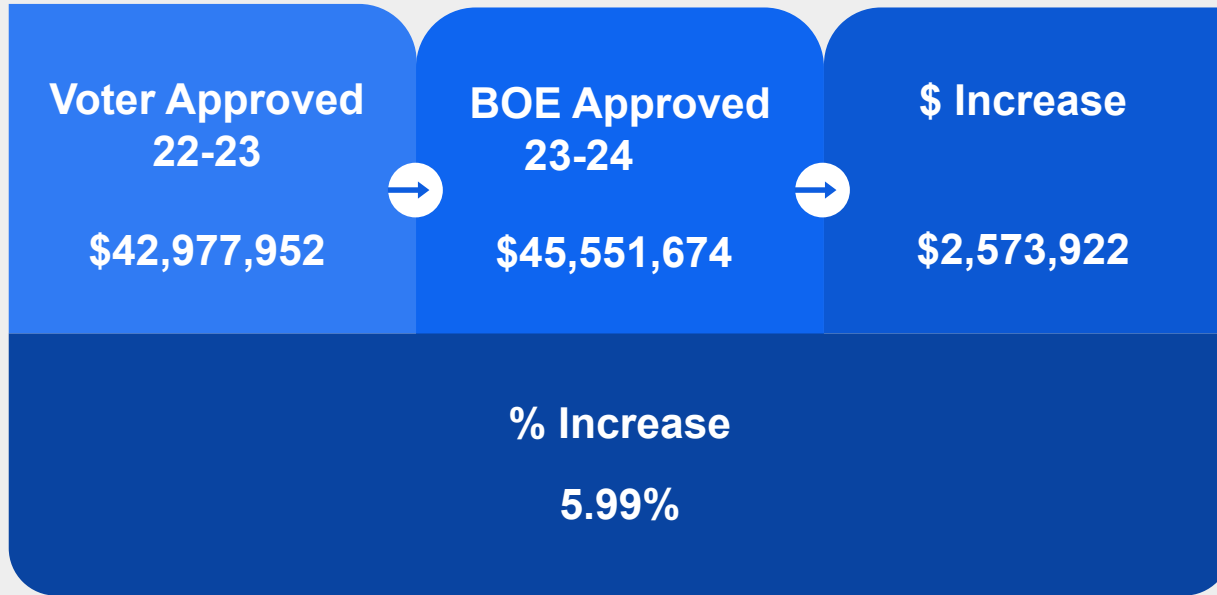 Voter Approved
22-23
$42,977,952
BOE Approved
23-24
$45,551,674
$ Increase
$2,573,922
% Increase
5.99%